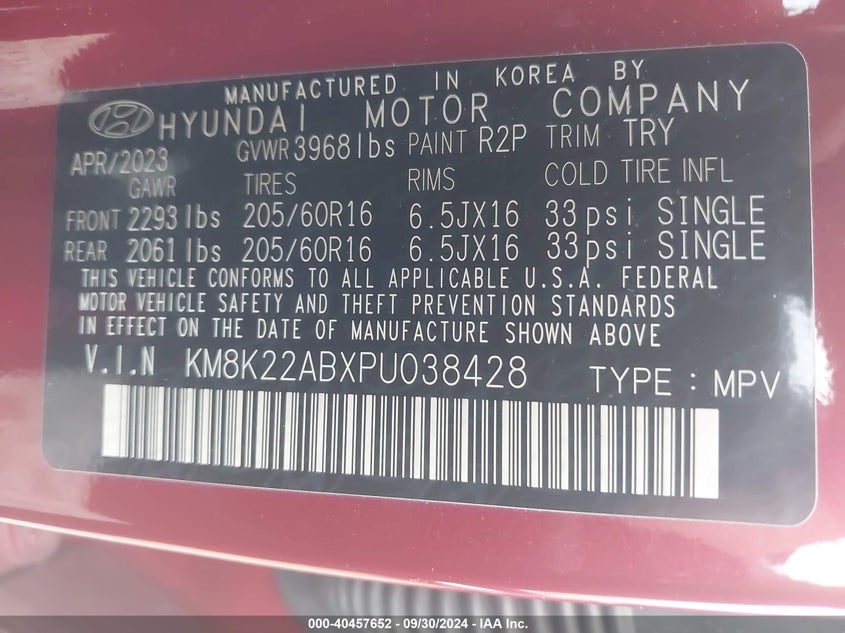 MANUFACTURED IN KOREA BY
HYUNDAI MOTOR COMPANY
APR/2023 GVWR 3968lbs PAINT R2P TRIM TRY
GAWR TIRES RIMS COLD TIRE INFL
FRONT 2293lbs 205/60R16 6.5JX16 33psi SINGLE
REAR 2061lbs 205/60R16 6.5JX16 33psi SINGLE
THIS VEHICLE CONFORMS TO ALL APPLICABLE U.S.A. FEDERAL
MOTOR VEHICLE SAFETY AND THEFT PREVENTION STANDARDS
IN EFFECT ON THE DATE OF MANUFACTURE SHOWN ABOVE
V.I.N KM8K22ABXPU038428 TYPE : MPV
000-40457652 - 09/30/2024 - IAA Inc.